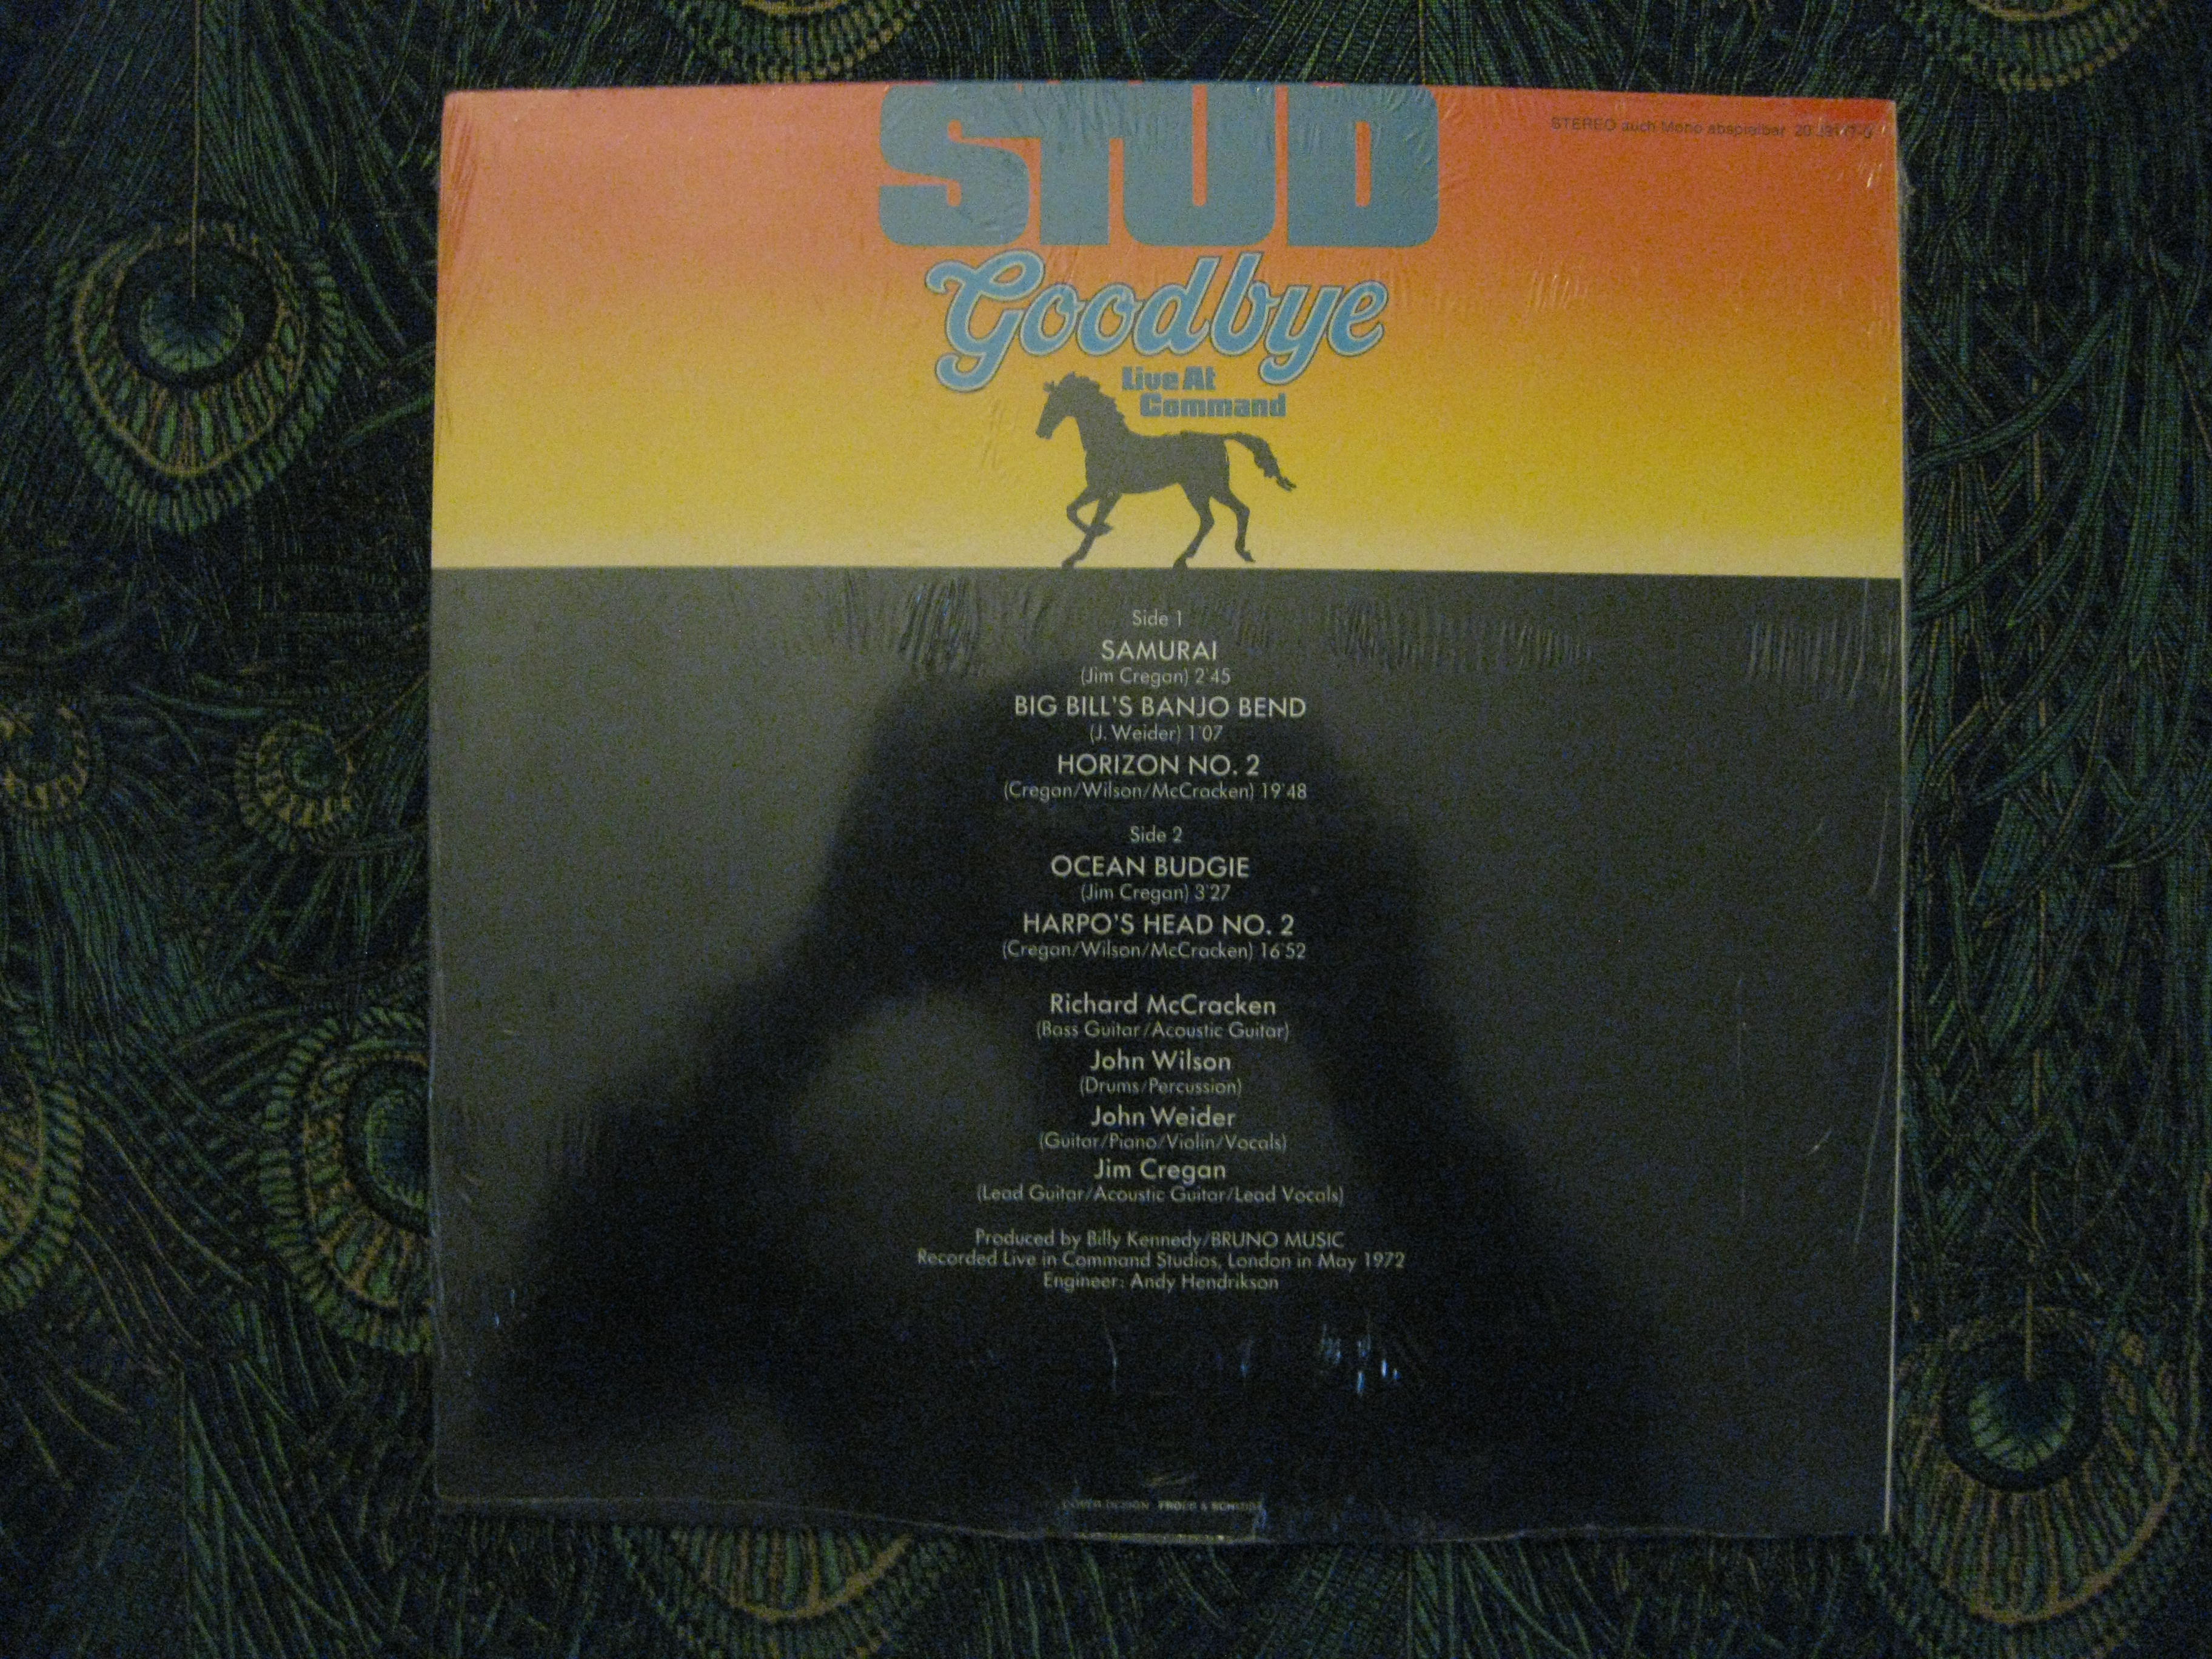 STUD
STEREO auch Mono abspielbar 20
Goodbye
Live At
Command
Side 1
SAMURAI
(Jim Cregan) 2'45
BIG BILL'S BANJO BEND
(J. Weider) 1'07
HORIZON NO. 2
(Cregan/Wilson/McCracken) 19'48
Side 2
OCEAN BUDGIE
(Jim Cregan) 3'27
HARPO'S HEAD NO. 2
(Cregan/Wilson/McCracken) 16'52
Richard McCracken
(Bass Guitar/Acoustic Guitar)
John Wilson
(Drums/Percussion)
John Weider
(Guitar/Piano/Violin/Vocals)
Jim Cregan
(Lead Guitar/Acoustic Guitar/Lead Vocals)
Produced by Billy Kennedy/BRUNO MUSIC
Recorded Live in Command Studios, London in May 1972
Engineer: Andy Hendrikson
COVER DESIGN